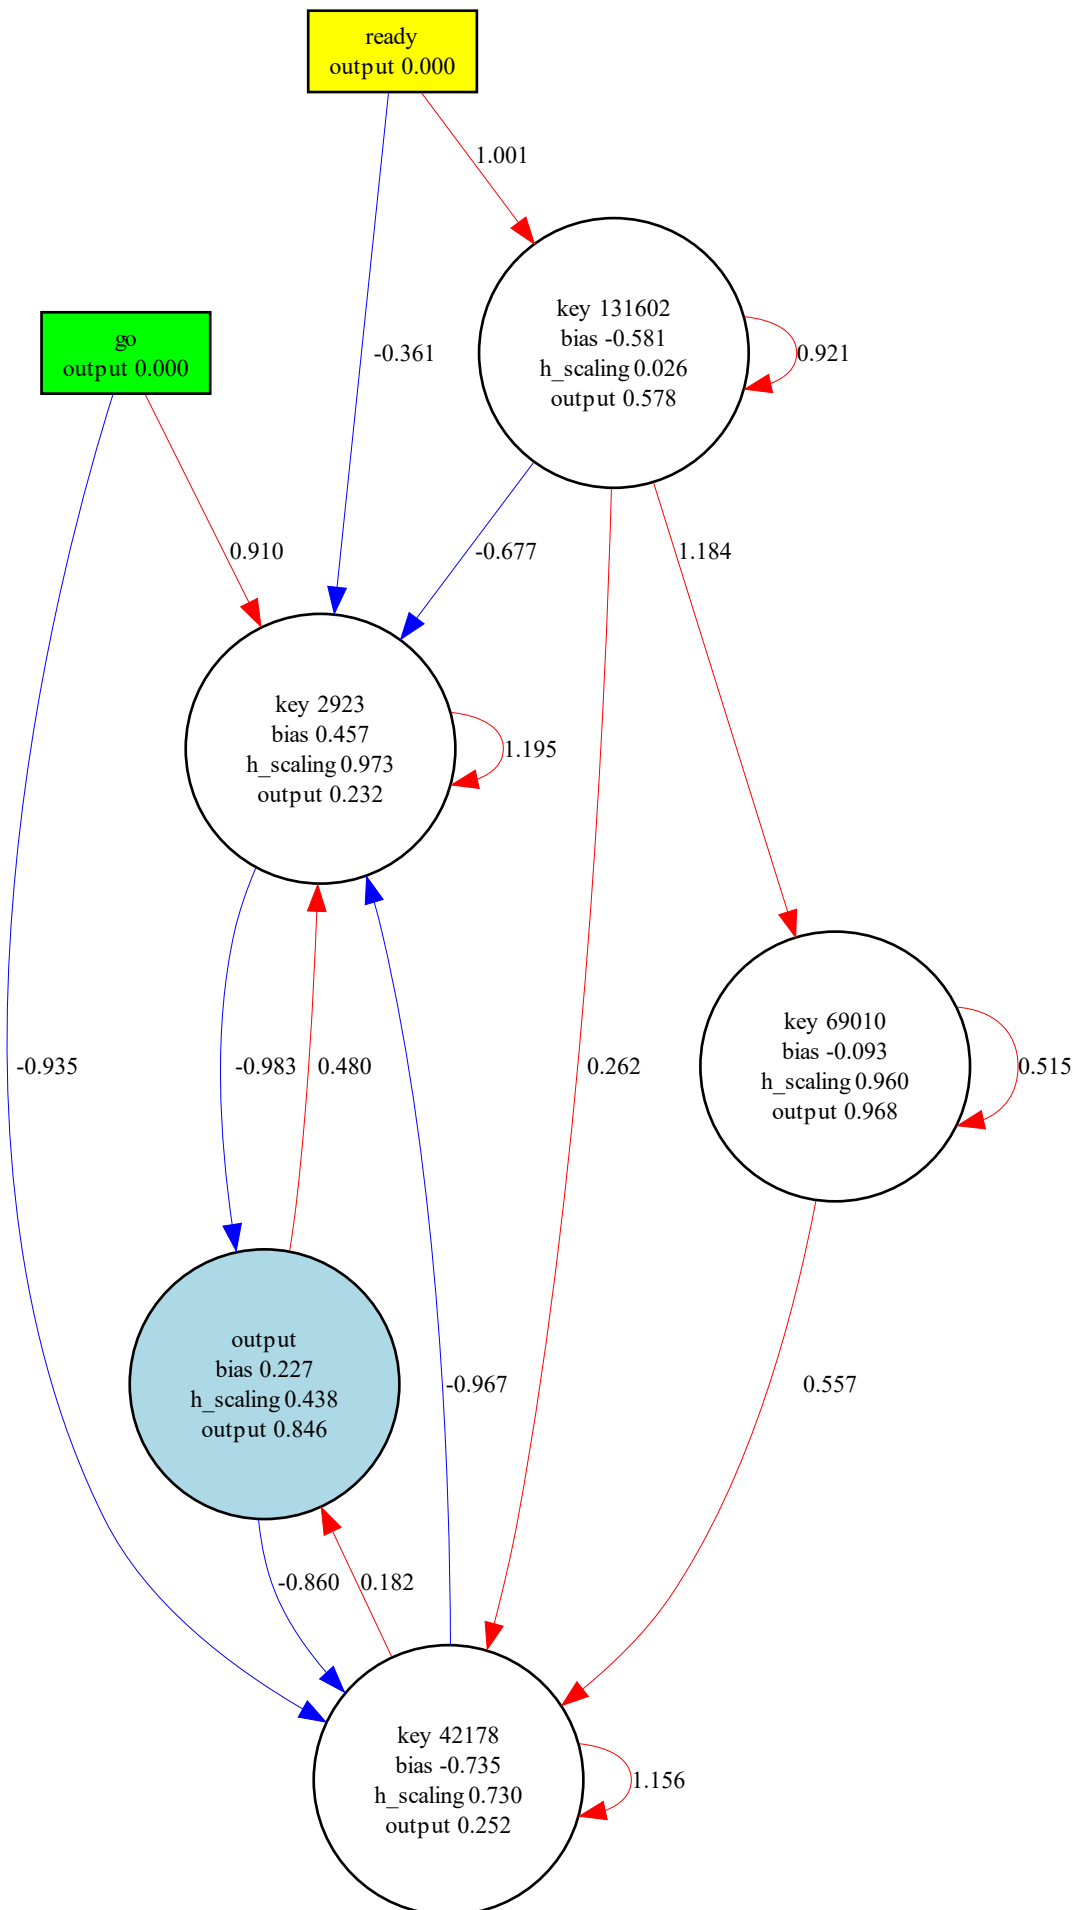 ready
output 0.000
1.001
key 131602
bias -0.581
h_scaling 0.026
output 0.578
go
output 0.000
-0.361
0.921
0.910
-0.677
1.184
key 2923
bias 0.457
h_scaling 0.973
output 0.232
1.195
key 69010
bias -0.093
h_scaling 0.960
output 0.968
-0.935
-0.983
0.480
0.262
0.515
output
bias 0.227
h_scaling 0.438
output 0.846
-0.967
0.557
-0.860
0.182
key 42178
bias -0.735
h_scaling 0.730
output 0.252
1.156